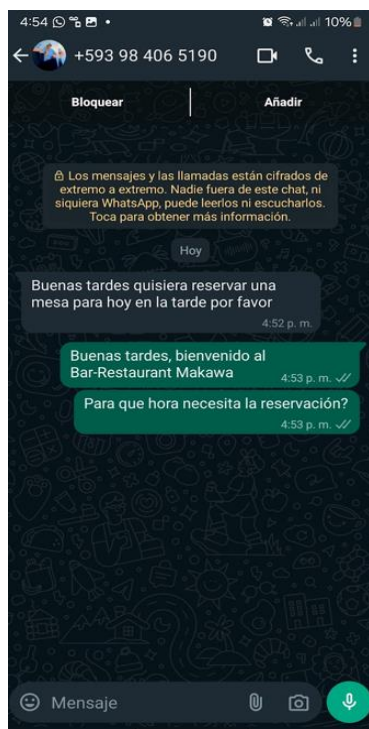 4:54
10%
+593 98 406 5190
Bloquear
Añadir
Los mensajes y las llamadas están cifrados de
extremo a extremo. Nadie fuera de este chat, ni
siquiera WhatsApp, puede leerlos ni escucharlos.
Toca para obtener más información.
Hoy
Buenas tardes quisiera reservar una
mesa para hoy en la tarde por favor
4:52 p. m.
Buenas tardes, bienvenido al
Bar-Restaurant Makawa
4:53 p. m.
Para que hora necesita la reservación?
4:53 p. m.
Mensaje